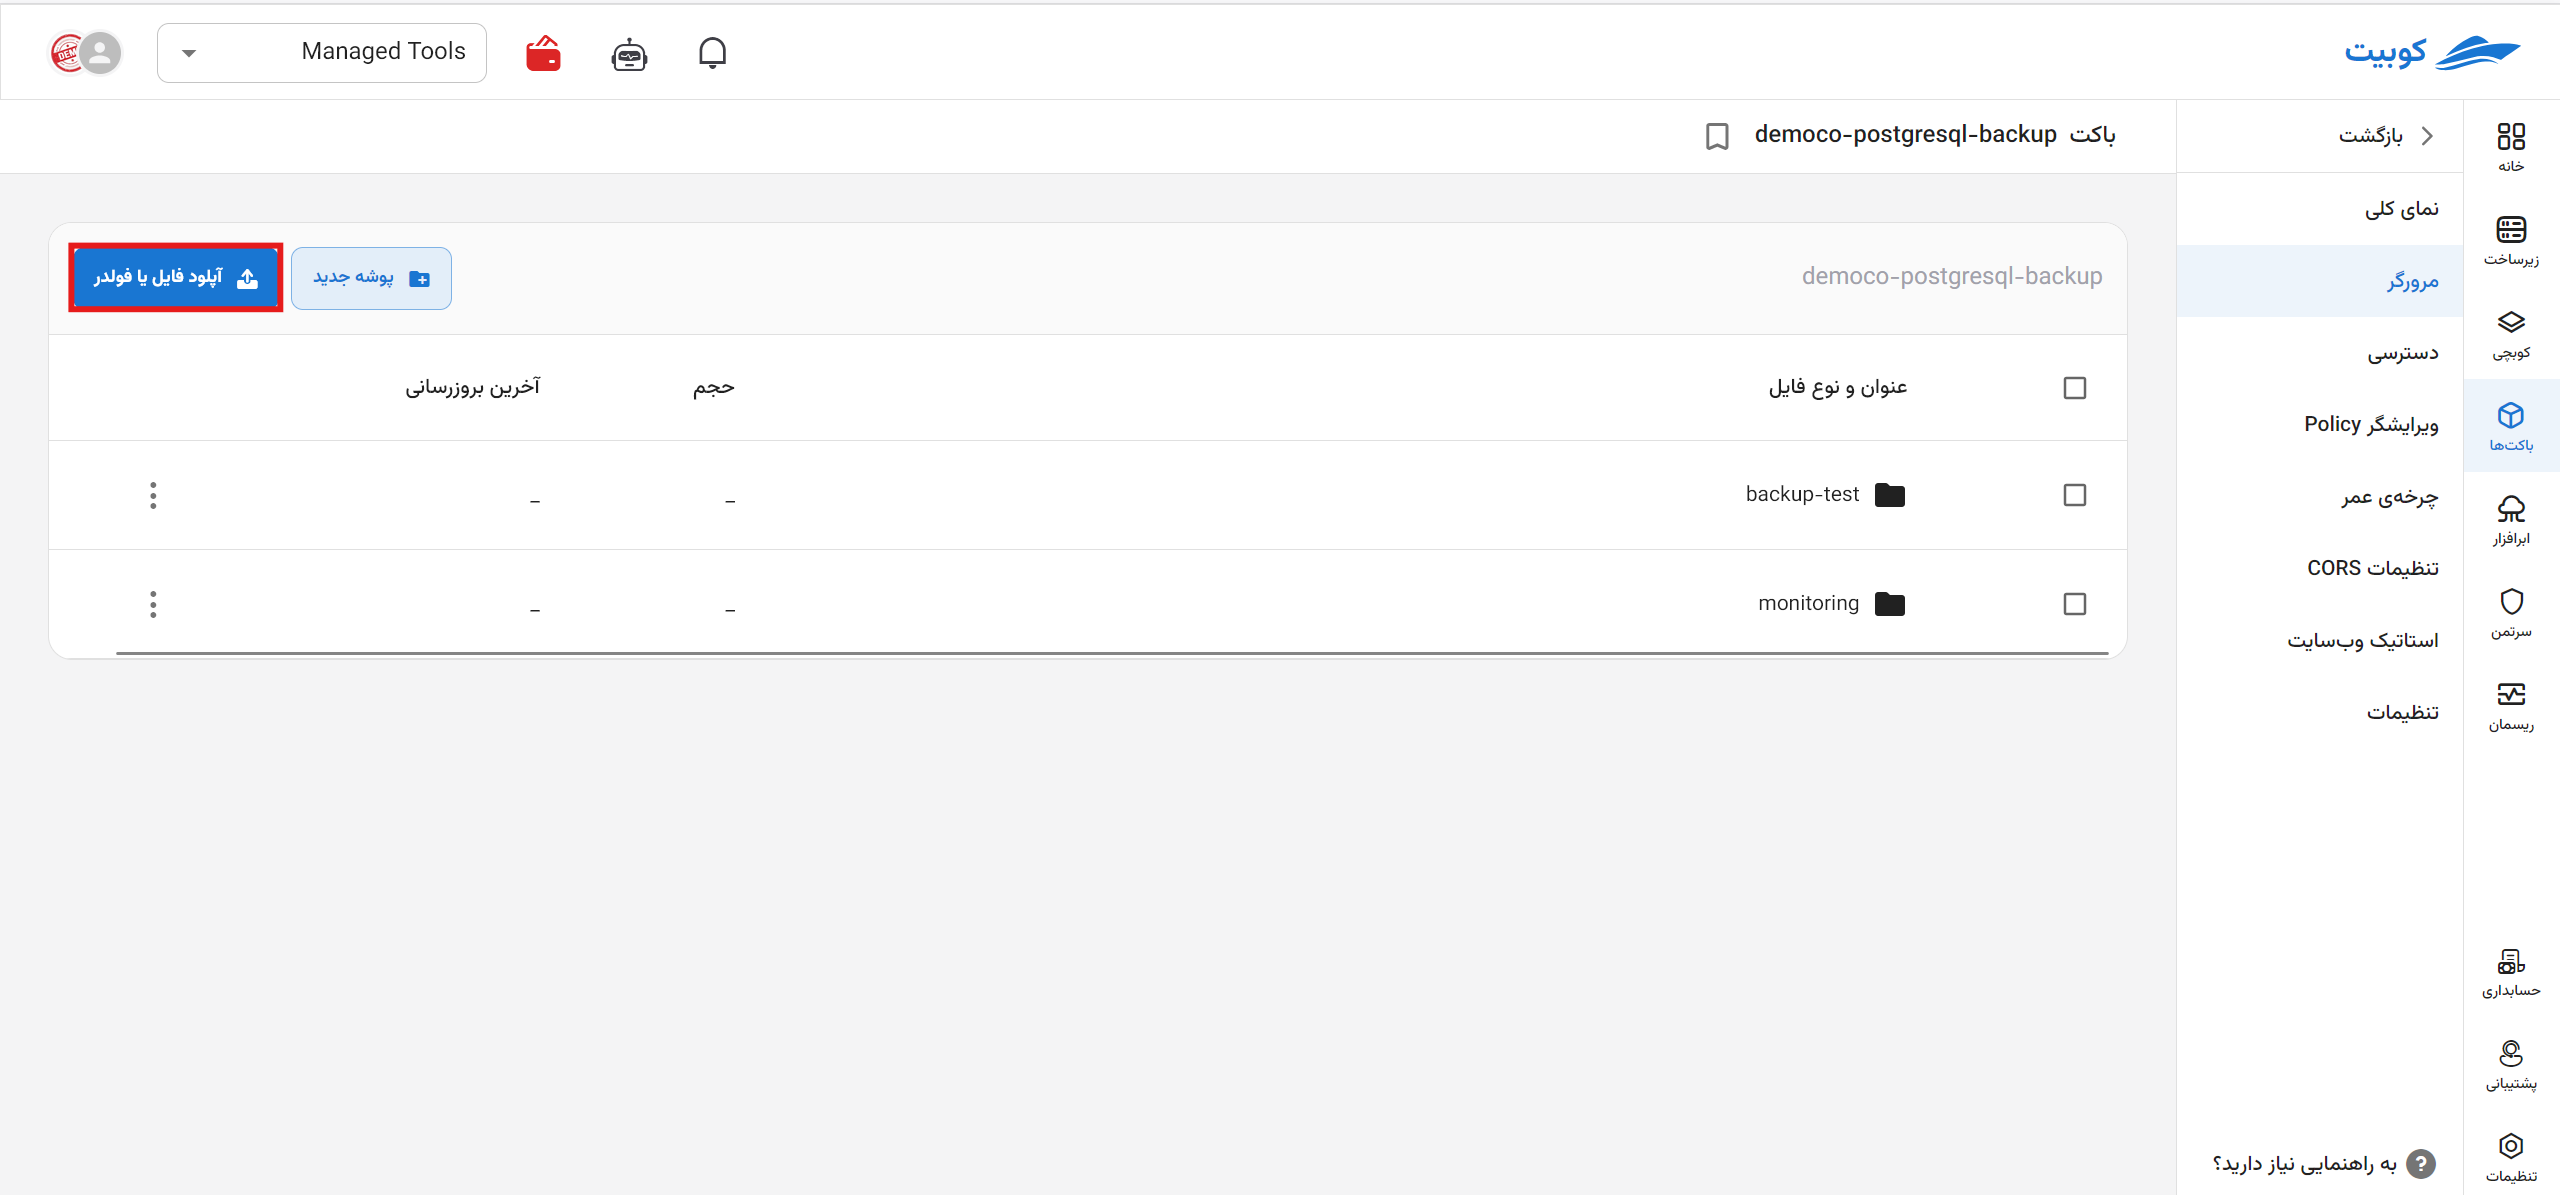 کوبیت
Managed Tools
خانه
زیرساخت
کوبچی
باکت‌ها
ابرافزار
سرتمن
ریسمان
حسابداری
پشتیبانی
تنظیمات
بازگشت
نمای کلی
مرورگر
دسترسی
ویرایشگر Policy
چرخه‌ی عمر
تنظیمات CORS
استاتیک وب‌سایت
تنظیمات
به راهنمایی نیاز دارید؟
باکت democo-postgresql-backup
democo-postgresql-backup
پوشه جدید
آپلود فایل یا فولدر
عنوان و نوع فایل حجم آخرین بروزرسانی
backup-test _ _
monitoring _ _